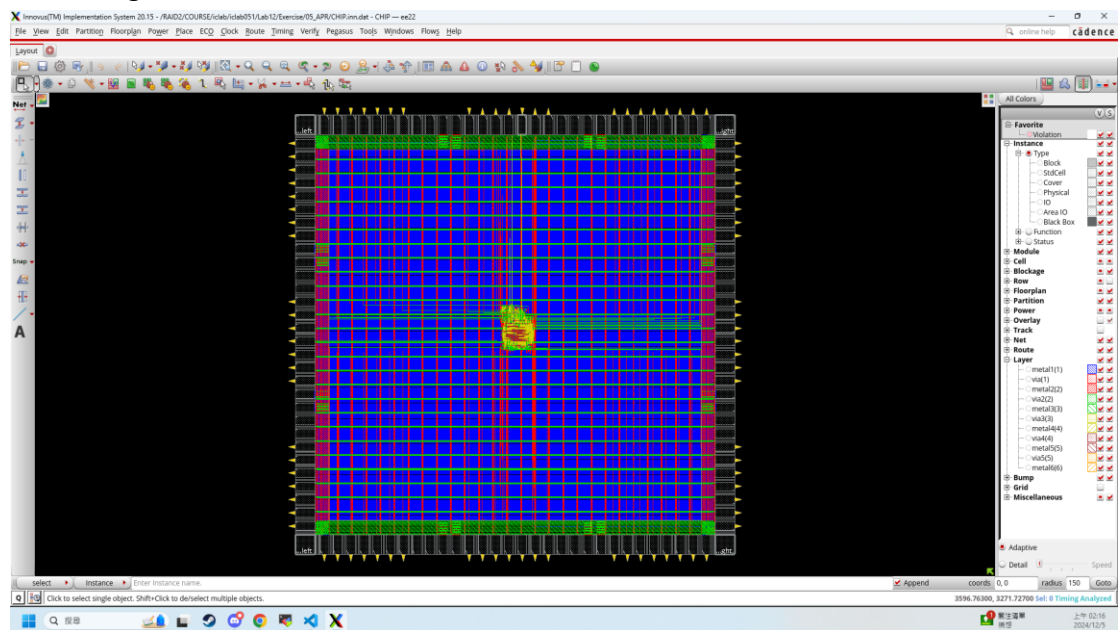 Innovus(TM) Implementation System 20.15 - /RAID2/COURSE/iclab/iclab051/Lab12/Exercise/05_APR/CHIP.inn.dat - CHIP — ee22
File View Edit Partition Floorplan Power Place ECO Clock Route Timing Verify Pegasus Tools Windows Flows Help
online help cādence
Layout
Net
All Colors
V S
Favorite
Violation
Instance
Type
Block
StdCell
Cover
Physical
IO
Area IO
Black Box
Function
Status
Module
Cell
Blockage
Row
Floorplan
Partition
Power
Overlay
Track
Net
Route
Layer
metal1(1)
via(1)
metal2(2)
via2(2)
metal3(3)
via3(3)
metal4(4)
via4(4)
metal5(5)
via5(5)
metal6(6)
Bump
Grid
Miscellaneous
Snap
A
...left
...ight
...left
...ght
Adaptive
Detail Speed
select Instance Enter Instance name.
Append coords 0, 0 radius 150 Goto
Q Click to select single object. Shift+Click to de/select multiple objects.
3596.76300, 3271.72700 Sel: 0 Timing Analyzed
搜尋
上午 02:16
2024/12/5